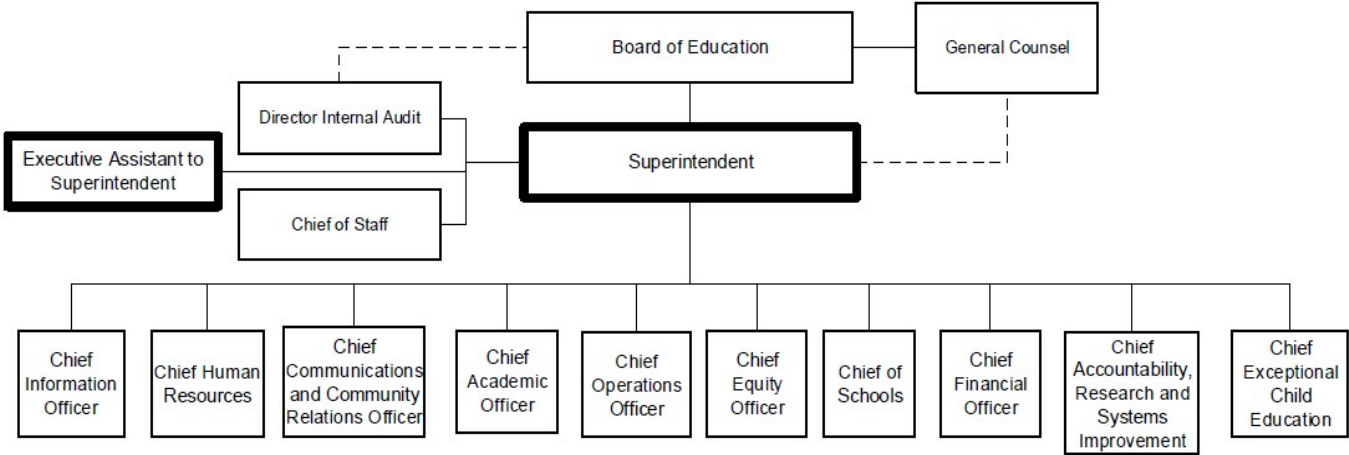 Board of Education
General Counsel
Director Internal Audit
Executive Assistant to
Superintendent
Superintendent
Chief of Staff
Chief
Information
Officer
Chief Human
Resources
Chief
Communications
and Community
Relations Officer
Chief
Academic
Officer
Chief
Operations
Officer
Chief
Equity
Officer
Chief of
Schools
Chief
Financial
Officer
Chief
Accountability,
Research and
Systems
Improvement
Chief
Exceptional
Child
Education